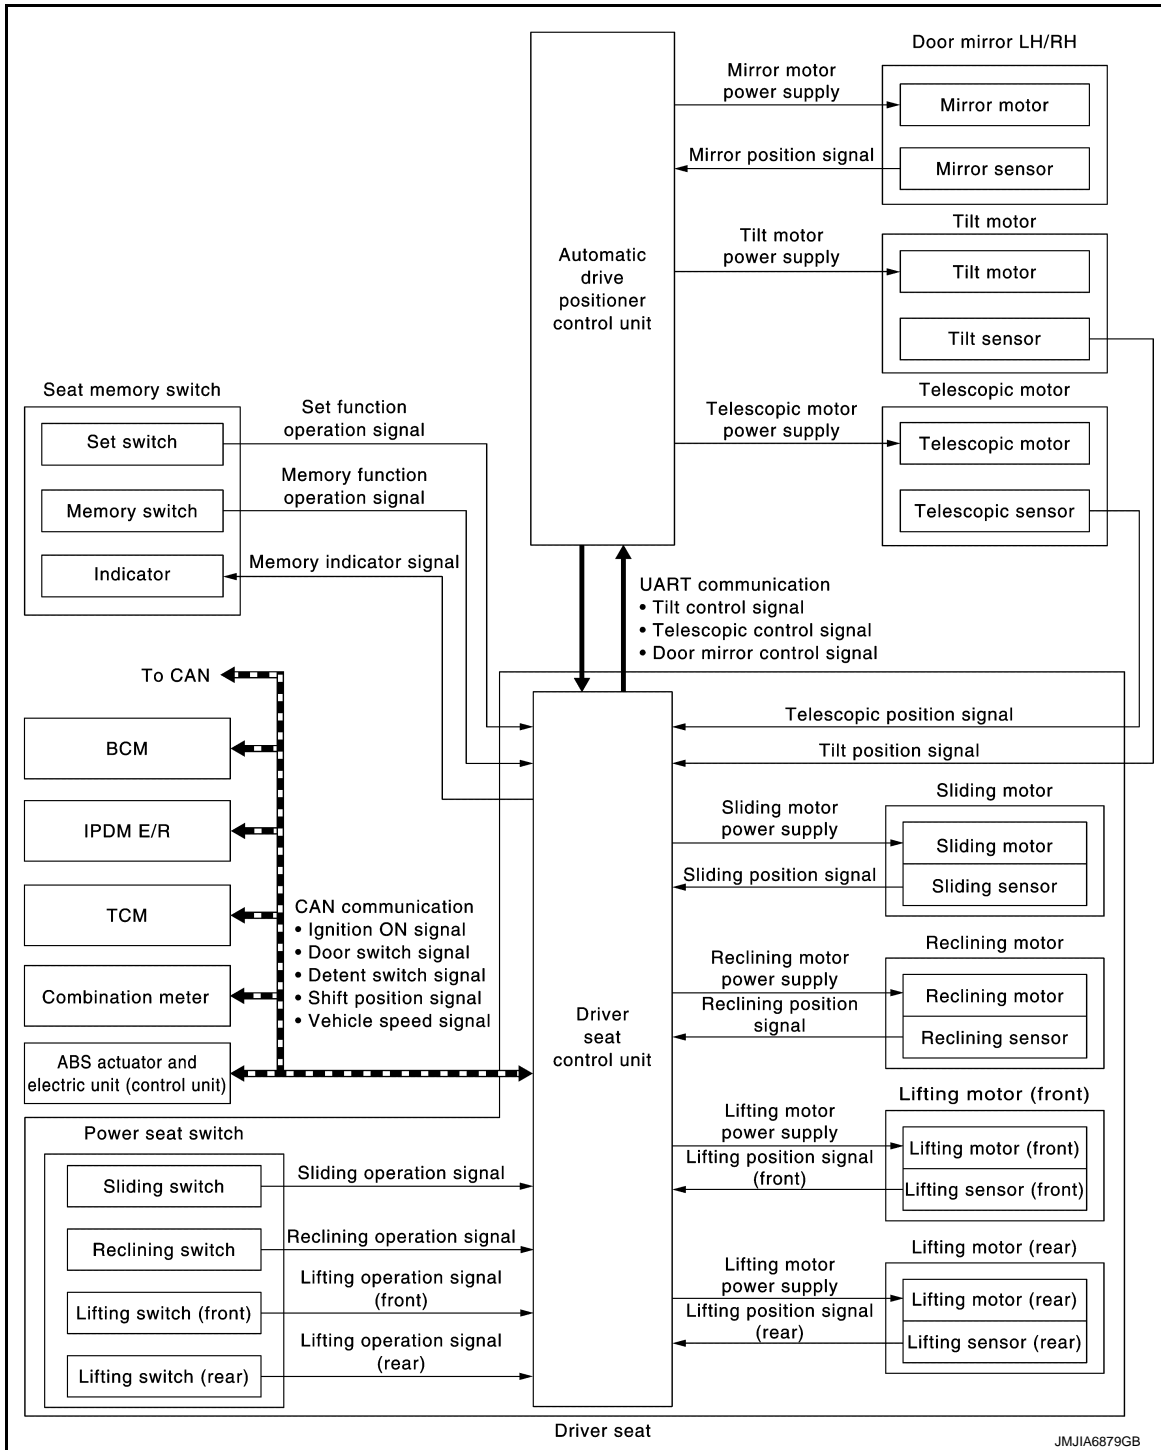 Door mirror LH/RH
Mirror motor
power supply
Mirror motor
Mirror position signal
Mirror sensor
Tilt motor
Tilt motor
power supply
Tilt motor
Automatic
drive
positioner
control unit
Tilt sensor
Seat memory switch
Telescopic motor
Set function
operation signal
Telescopic motor
power supply
Set switch
Telescopic motor
Memory function
operation signal
Memory switch
Telescopic sensor
Memory indicator signal
Indicator
UART communication
• Tilt control signal
• Telescopic control signal
• Door mirror control signal
To CAN
Telescopic position signal
BCM
Tilt position signal
Sliding motor
Sliding motor
power supply
IPDM E/R
Sliding motor
Sliding position signal
Sliding sensor
TCM
CAN communication
• Ignition ON signal
• Door switch signal
• Detent switch signal
• Shift position signal
• Vehicle speed signal
Reclining motor
Reclining motor
power supply
Combination meter
Reclining motor
Reclining position
signal
Driver
seat
control unit
Reclining sensor
ABS actuator and
electric unit (control unit)
Lifting motor (front)
Power seat switch
Lifting motor
power supply
Lifting motor (front)
Sliding operation signal
Lifting position signal
(front)
Sliding switch
Lifting sensor (front)
Reclining operation signal
Reclining switch
Lifting motor (rear)
Lifting operation signal
(front)
Lifting motor
power supply
Lifting switch (front)
Lifting motor (rear)
Lifting position signal
(rear)
Lifting operation signal
(rear)
Lifting sensor (rear)
Lifting switch (rear)
Driver seat
JMJIA6879GB